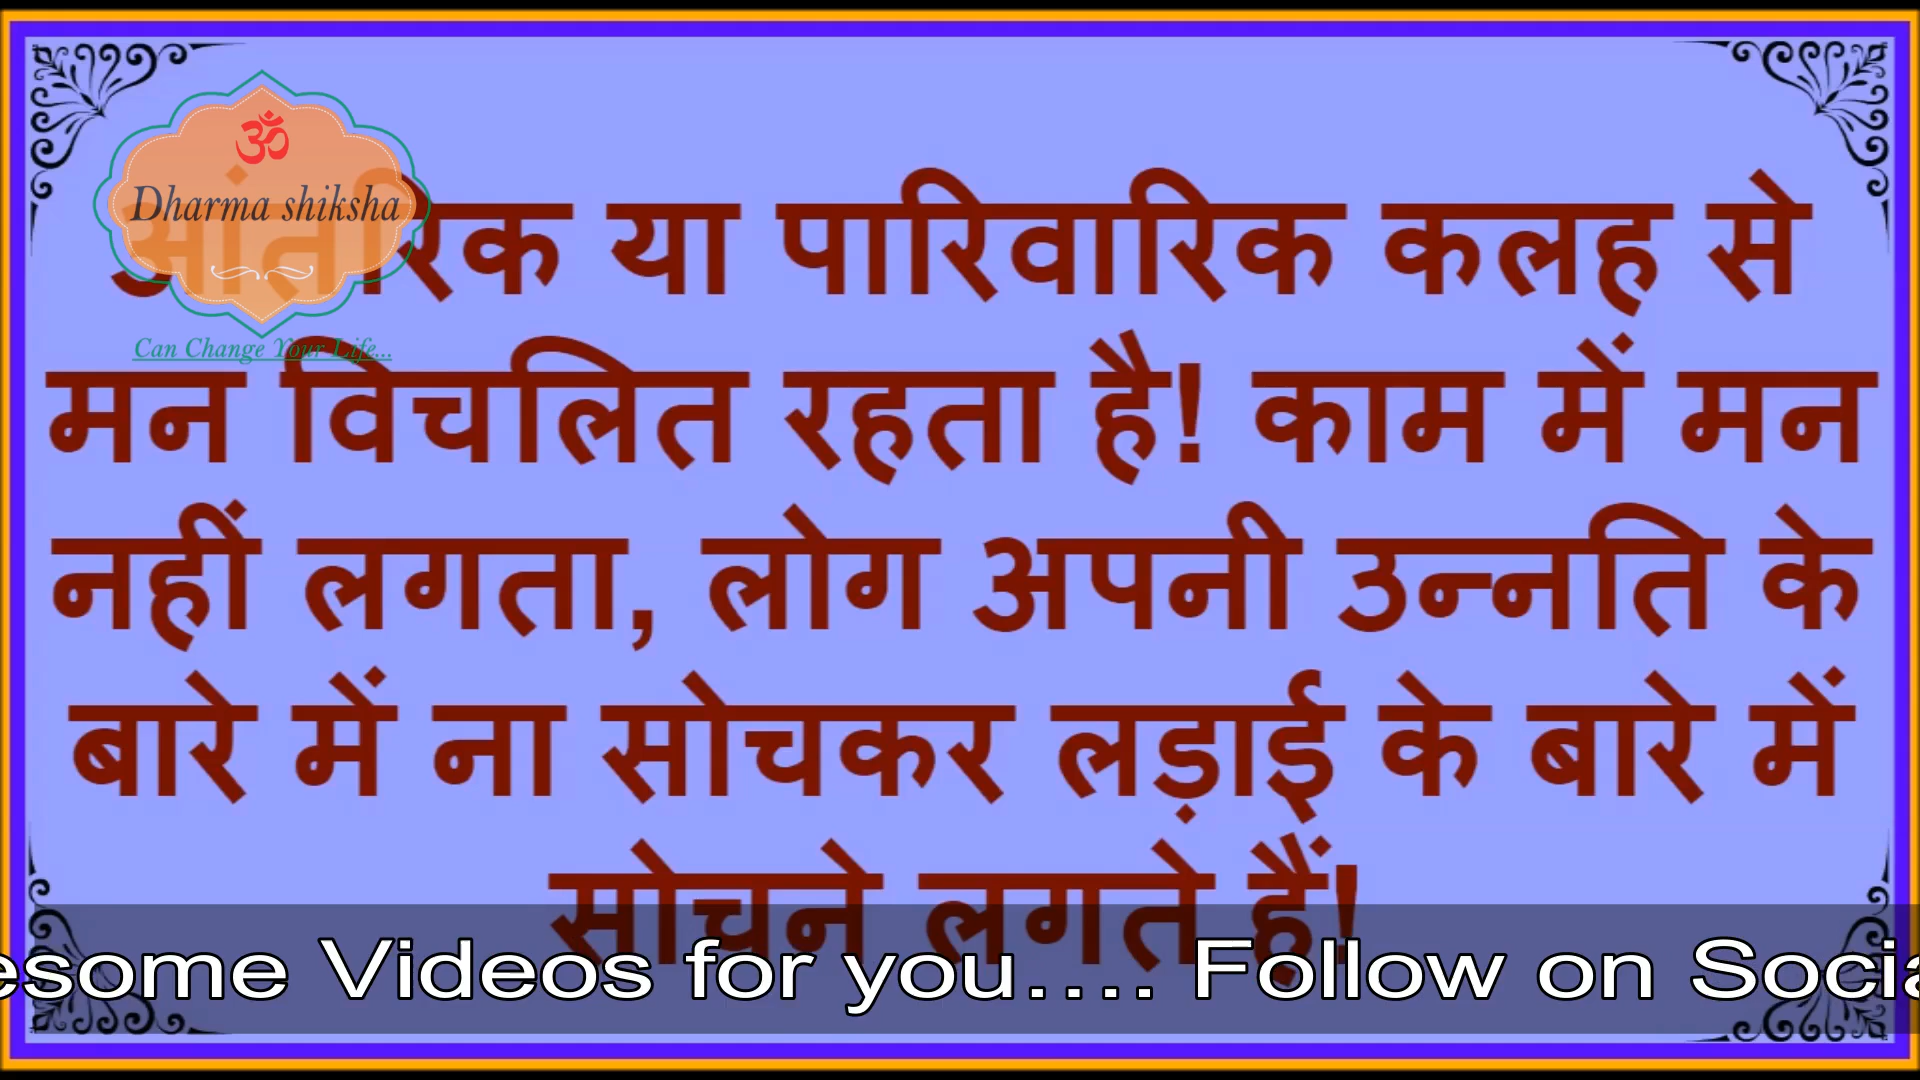 ॐ
Dharma shiksha
Can Change Your Life...
आंतरिक या पारिवारिक कलह से
मन विचलित रहता है! काम में मन
नहीं लगता, लोग अपनी उन्नति के
बारे में ना सोचकर लड़ाई के बारे में
सोचने लगते हैं!
esome Videos for you.... Follow on Socia